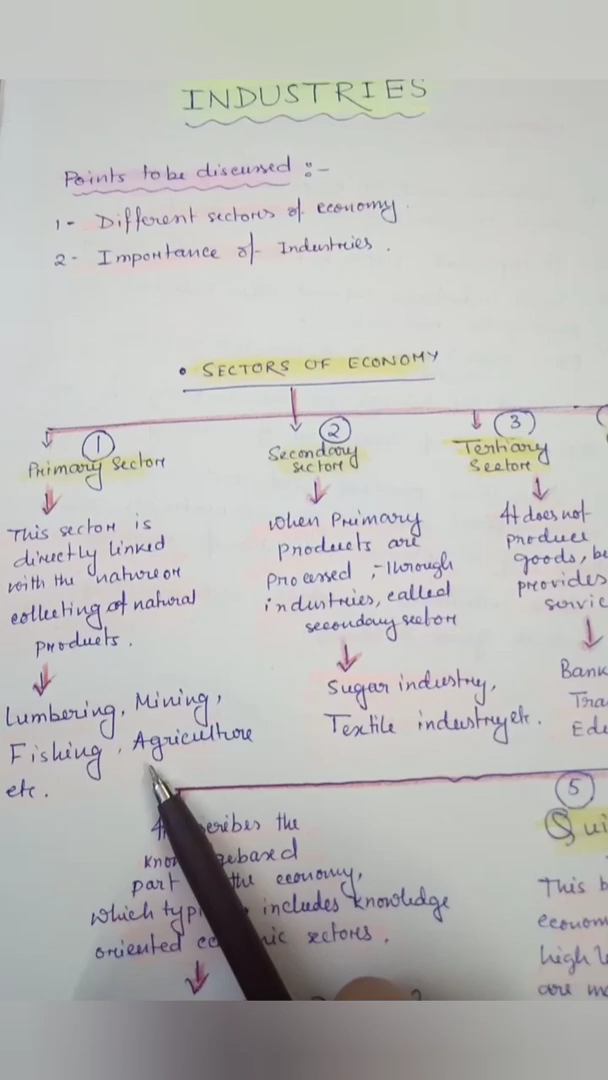 INDUSTRIES
Points to be discussed :-
1- Different sectors of economy.
2- Importance of Industries.
• SECTORS OF ECONOMY
1
Primary Sector
This sector is
directly linked
with the nature or
collecting of natural
products.
Lumbering, Mining,
Fishing, Agriculture
etc.
2
Secondary
sector
When Primary
products are
processed, through
industries, called
secondary sector
Sugar industry,
Textile industry etc.
3
Tertiary
Sector
It does not
produce
goods, 
provides
Bank
5
the
part the economy,
which includes knowledge
oriented sectors.
This
high
are